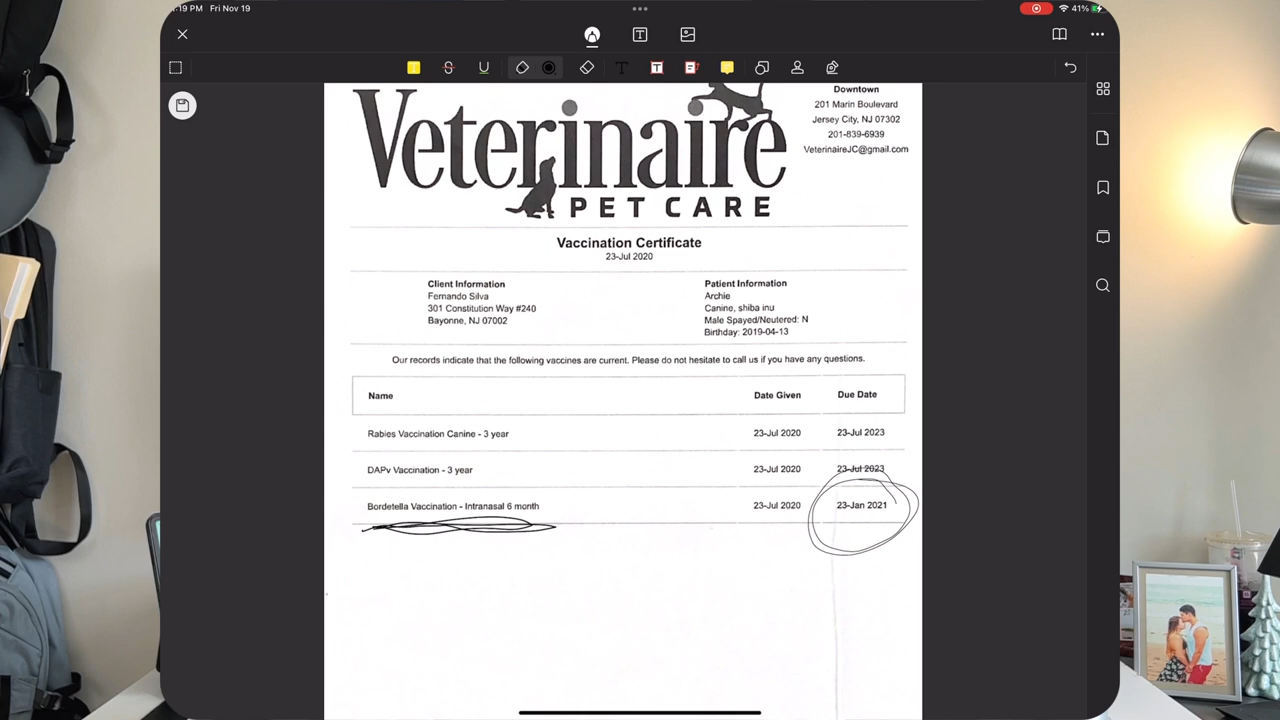 :19 PM Fri Nov 19
41%
Downtown
201 Marin Boulevard
Jersey City, NJ 07302
201-839-6939
VeterinaireJC@gmail.com
Veterinaire
PET CARE
Vaccination Certificate
23-Jul 2020
Client Information
Fernando Silva
301 Constitution Way #240
Bayonne, NJ 07002
Patient Information
Archie
Canine, shiba inu
Male Spayed/Neutered: N
Birthday: 2019-04-13
Our records indicate that the following vaccines are current. Please do not hesitate to call us if you have any questions.
Name Date Given Due Date
Rabies Vaccination Canine - 3 year 23-Jul 2020 23-Jul 2023
DAPv Vaccination - 3 year 23-Jul 2020 23-Jul 2023
Bordetella Vaccination - Intranasal 6 month 23-Jul 2020 23-Jan 2021